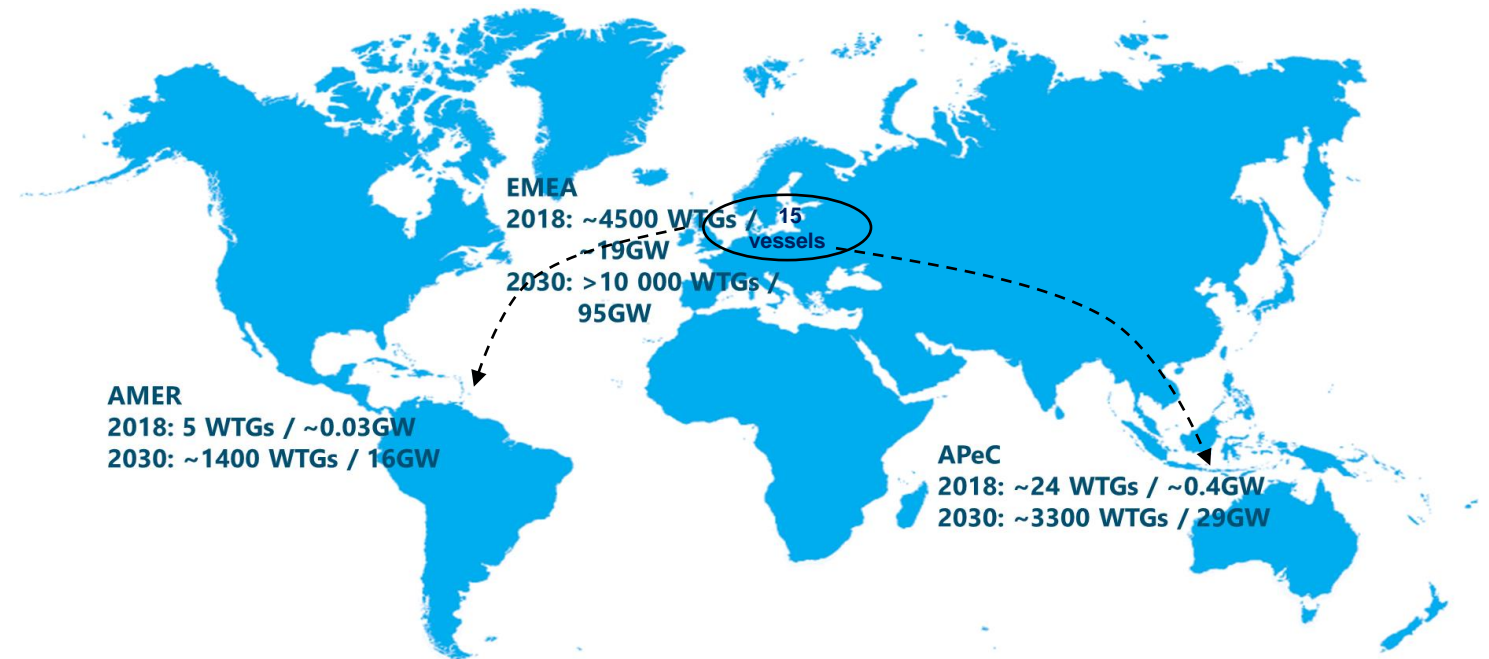 EMEA
2018: ~4500 WTGs /
~19GW
2030: >10 000 WTGs /
95GW
15
vessels
AMER
2018: 5 WTGs / ~0.03GW
2030: ~1400 WTGs / 16GW
APeC
2018: ~24 WTGs / ~0.4GW
2030: ~3300 WTGs / 29GW